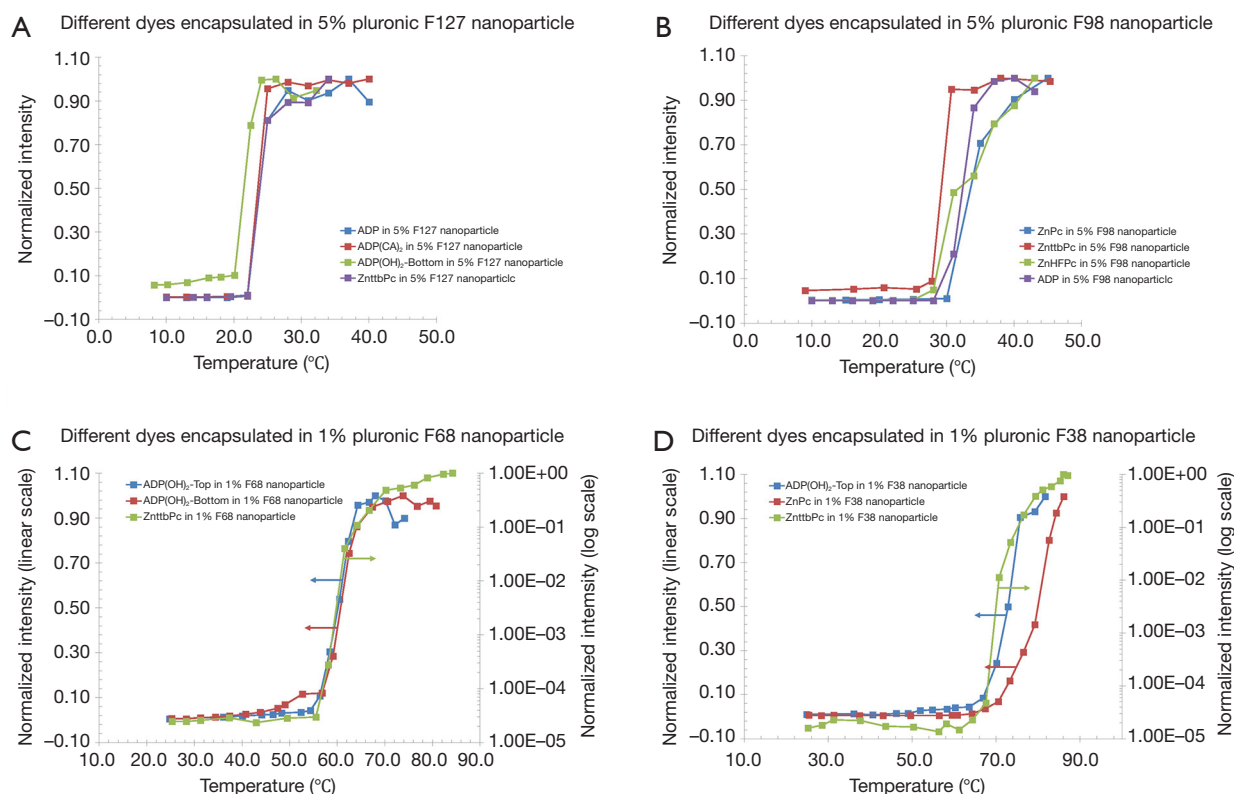 A
Different dyes encapsulated in 5% pluronic F127 nanoparticle
Normalized intensity
1.10
0.90
0.70
0.50
0.30
0.10
–0.10
ADP in 5% F127 nanoparticle
ADP(CA)₂ in 5% F127 nanoparticle
ADP(OH)₂-Bottom in 5% F127 nanoparticle
ZnttbPc in 5% F127 nanoparticlc
0.0 10.0 20.0 30.0 40.0 50.0
Temperature (℃)
B
Different dyes encapsulated in 5% pluronic F98 nanoparticle
Normalized intensity
1.10
0.90
0.70
0.50
0.30
0.10
–0.10
ZnPc in 5% F98 nanoparticle
ZnttbPc in 5% F98 nanoparticle
ZnHFPc in 5% F98 nanoparticle
ADP in 5% F98 nanoparticlc
0.0 10.0 20.0 30.0 40.0 50.0
Temperature (℃)
C
Different dyes encapsulated in 1% pluronic F68 nanoparticle
Normalized intensity (linear scale)
1.10
0.90
0.70
0.50
0.30
0.10
–0.10
ADP(OH)₂-Top in 1% F68 nanoparticle
ADP(OH)₂-Bottom in 1% F68 nanoparticle
ZnttbPc in 1% F68 nanoparticle
1.00E+00
1.00E–01
1.00E–02
1.00E–03
1.00E–04
1.00E–05
Normalized intemsity (log scale)
10.0 20.0 30.0 40.0 50.0 60.0 70.0 80.0 90.0
Temperature (℃)
D
Different dyes encapsulated in 1% pluronic F38 nanoparticle
Normalized intensity (linear scale)
1.10
0.90
0.70
0.50
0.30
0.10
–0.10
ADP(OH)₂-Top in 1% F38 nanoparticle
ZnPc in 1% F38 nanoparticle
ZnttbPc in 1% F38 nanoparticle
1.00E+00
1.00E–01
1.00E–02
1.00E–03
1.00E–04
1.00E–05
Normalized intemsity (log scale)
10.0 30.0 50.0 70.0 90.0
Temperature (℃)